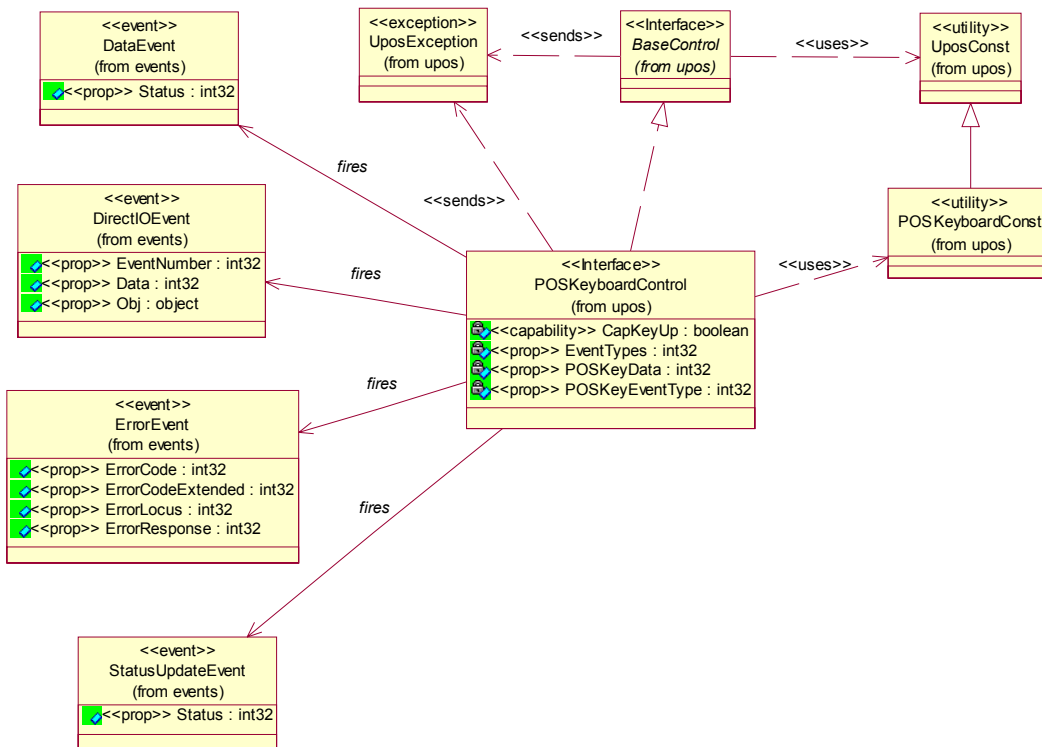 <<event>>
DataEvent
(from events)
<<prop>> Status : int32
<<exception>>
UposException
(from upos)
<<sends>>
<<Interface>>
BaseControl
(from upos)
<<uses>>
<<utility>>
UposConst
(from upos)
fires
<<sends>>
<<event>>
DirectIOEvent
(from events)
<<prop>> EventNumber : int32
<<prop>> Data : int32
<<prop>> Obj : object
fires
<<utility>>
POSKeyboardConst
(from upos)
<<uses>>
<<Interface>>
POSKeyboardControl
(from upos)
<<capability>> CapKeyUp : boolean
<<prop>> EventTypes : int32
<<prop>> POSKeyData : int32
<<prop>> POSKeyEventType : int32
fires
<<event>>
ErrorEvent
(from events)
<<prop>> ErrorCode : int32
<<prop>> ErrorCodeExtended : int32
<<prop>> ErrorLocus : int32
<<prop>> ErrorResponse : int32
fires
<<event>>
StatusUpdateEvent
(from events)
<<prop>> Status : int32